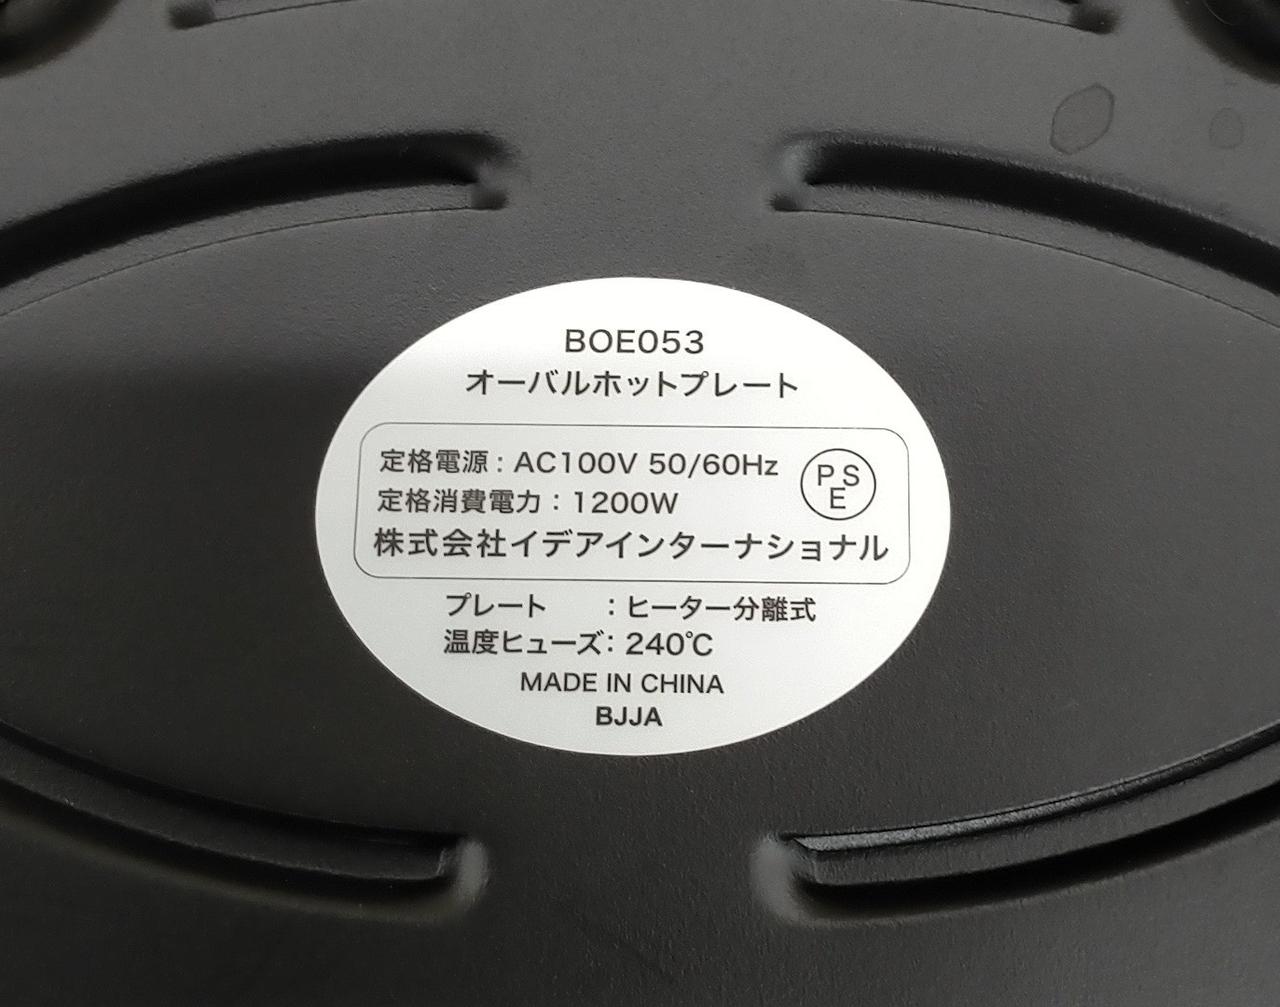 BOE053
オーバルホットプレート
定格電源 : AC100V 50/60Hz
定格消費電力 : 1200W
PSE
株式会社イデアインターナショナル
プレート : ヒーター分離式
温度ヒューズ: 240℃
MADE IN CHINA
BJJA